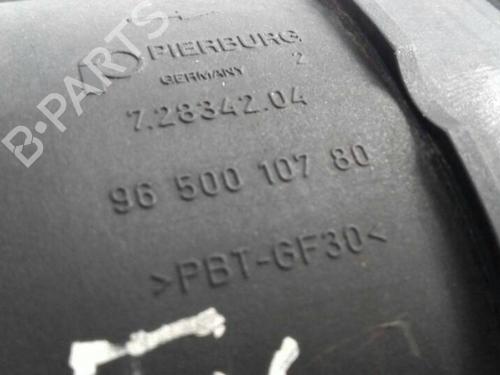 PIERBURG
GERMANY 2
7.28342.04
96 500 107 80
>PBT-GF30<
B-PARTS